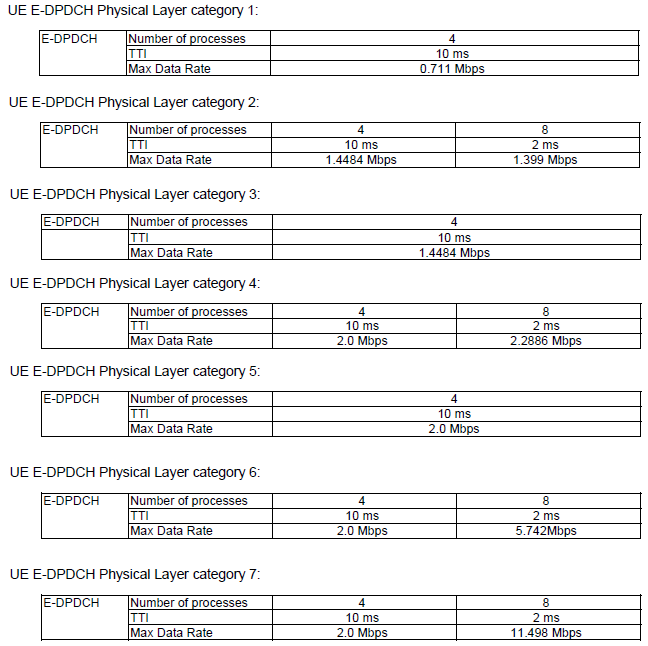 UE E-DPDCH Physical Layer category 1:
E-DPDCH Number of processes 4
TTI 10 ms
Max Data Rate 0.711 Mbps
UE E-DPDCH Physical Layer category 2:
E-DPDCH Number of processes 4 8
TTI 10 ms 2 ms
Max Data Rate 1.4484 Mbps 1.399 Mbps
UE E-DPDCH Physical Layer category 3:
E-DPDCH Number of processes 4
TTI 10 ms
Max Data Rate 1.4484 Mbps
UE E-DPDCH Physical Layer category 4:
E-DPDCH Number of processes 4 8
TTI 10 ms 2 ms
Max Data Rate 2.0 Mbps 2.2886 Mbps
UE E-DPDCH Physical Layer category 5:
E-DPDCH Number of processes 4
TTI 10 ms
Max Data Rate 2.0 Mbps
UE E-DPDCH Physical Layer category 6:
E-DPDCH Number of processes 4 8
TTI 10 ms 2 ms
Max Data Rate 2.0 Mbps 5.742Mbps
UE E-DPDCH Physical Layer category 7:
E-DPDCH Number of processes 4 8
TTI 10 ms 2 ms
Max Data Rate 2.0 Mbps 11.498 Mbps